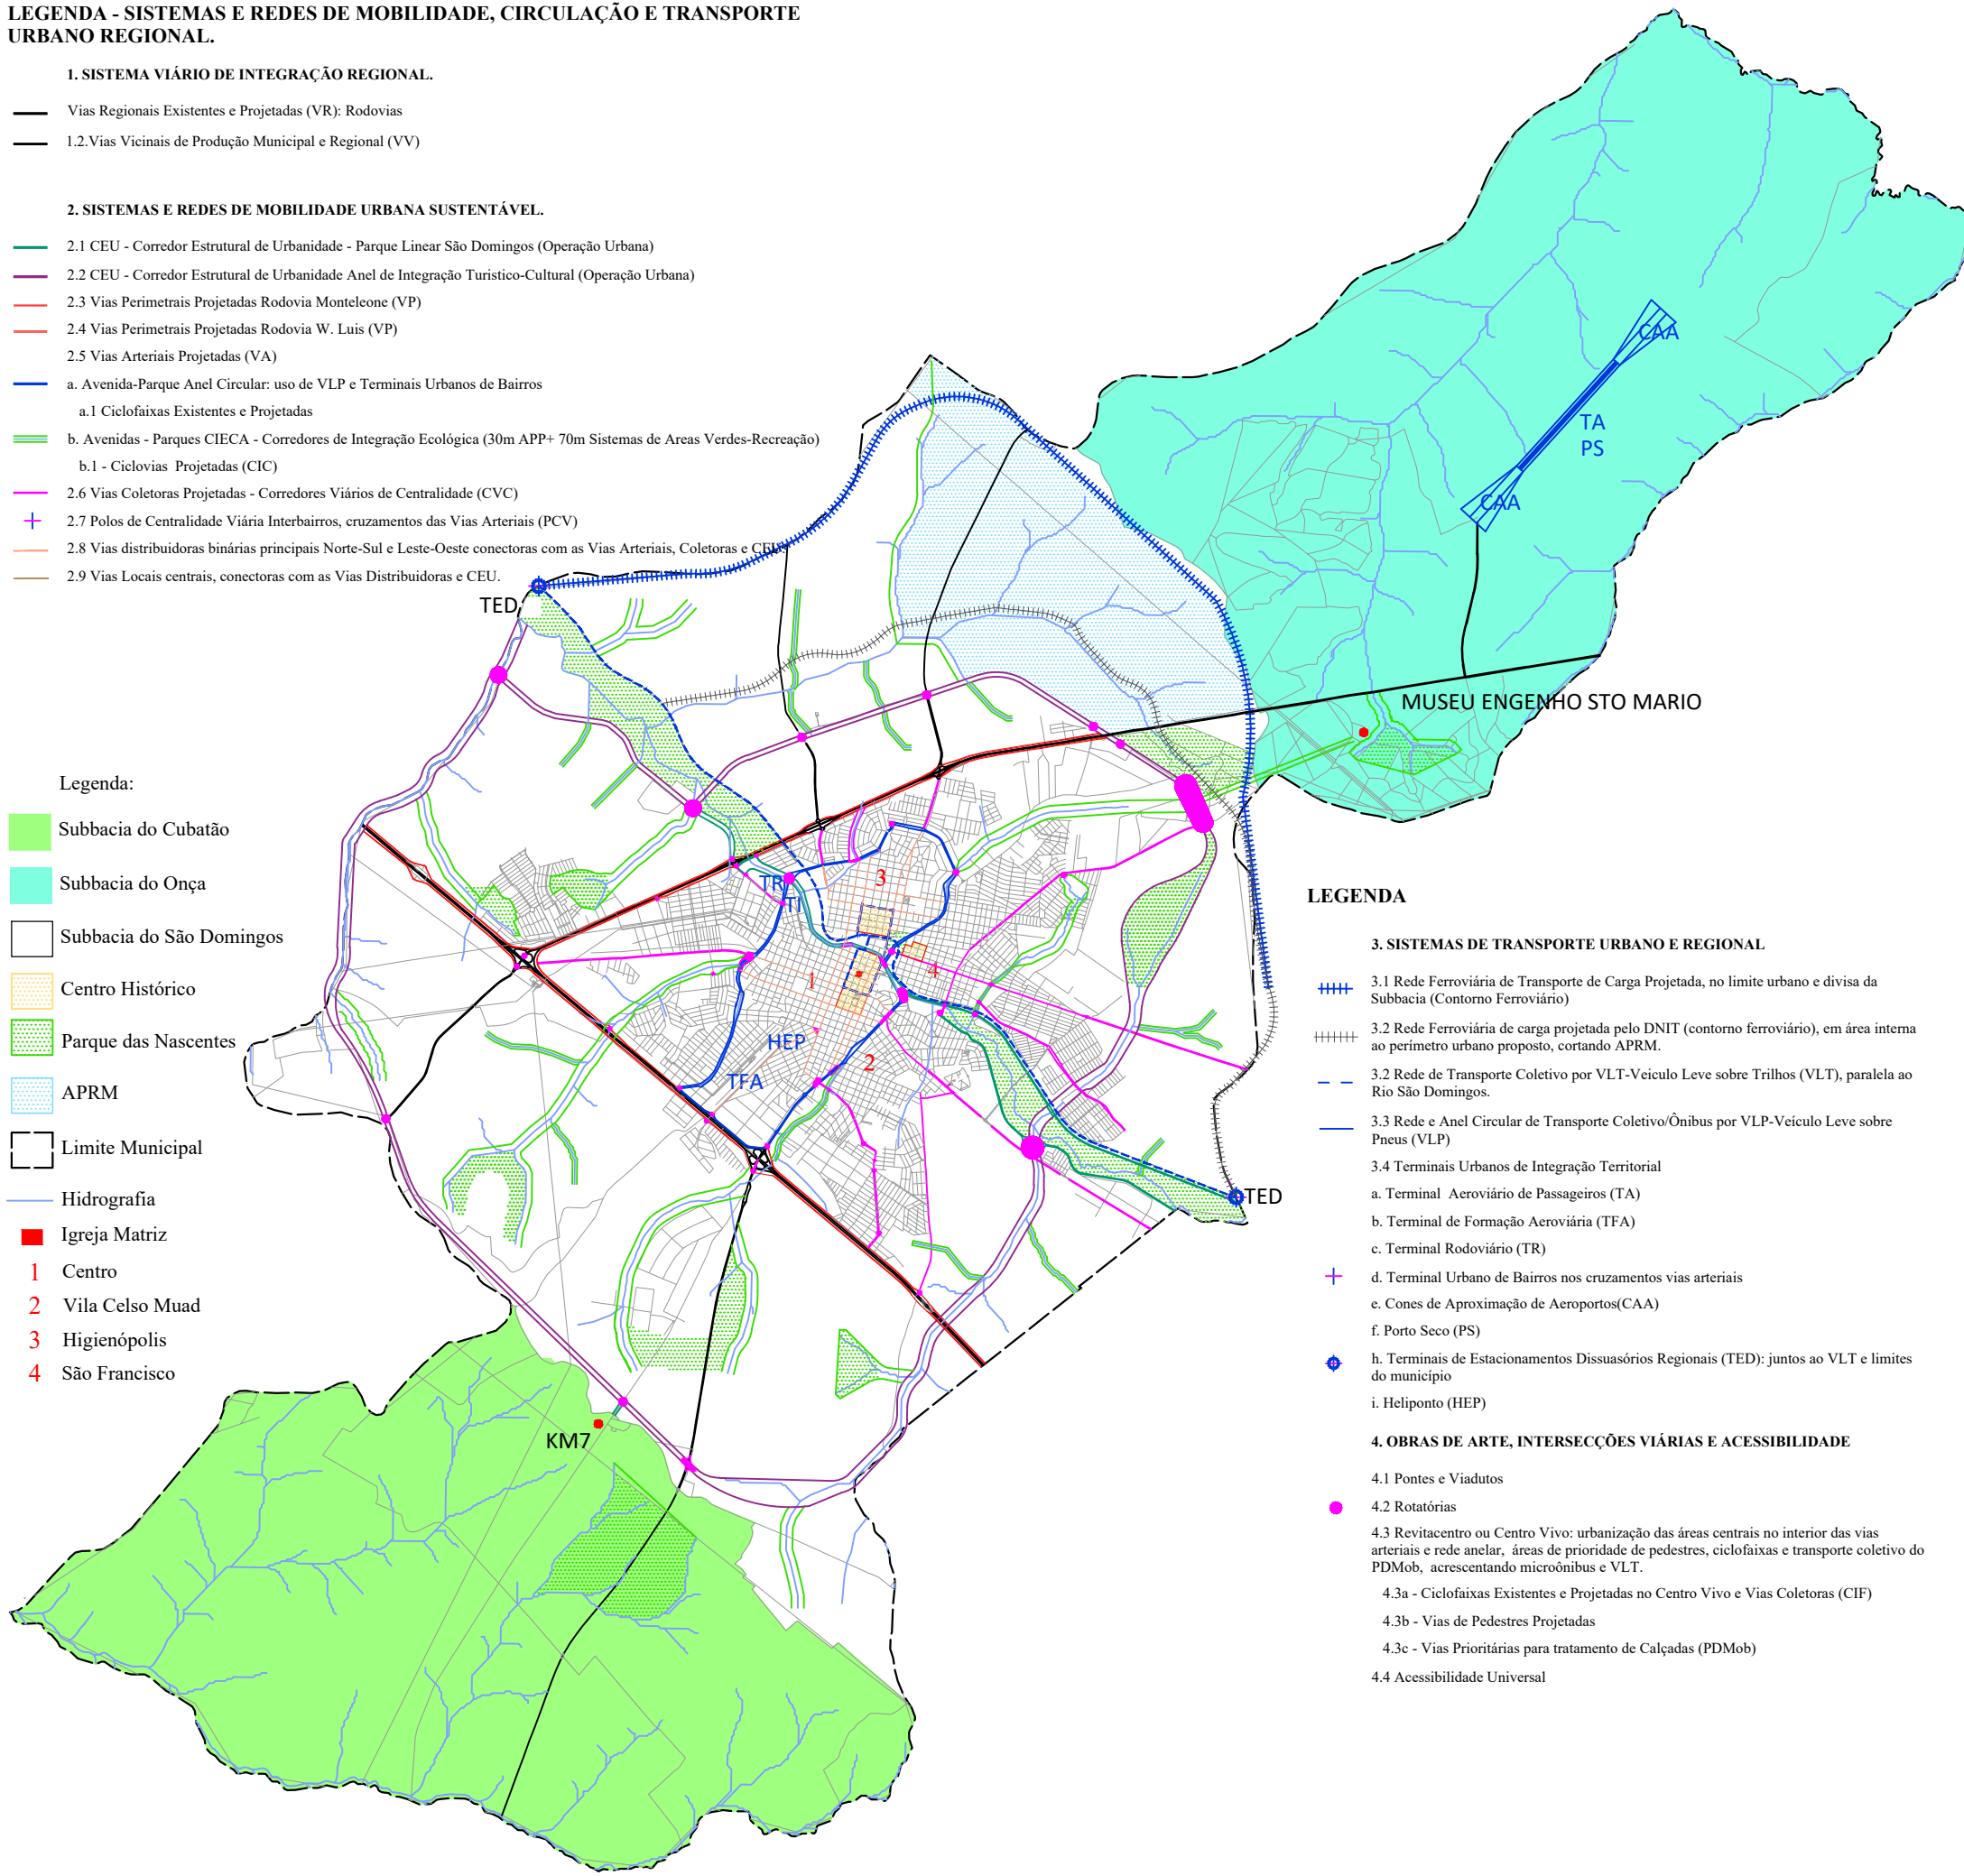 LEGENDA - SISTEMAS E REDES DE MOBILIDADE, CIRCULAÇÃO E TRANSPORTE
URBANO REGIONAL.
1. SISTEMA VIÁRIO DE INTEGRAÇÃO REGIONAL.
Vias Regionais Existentes e Projetadas (VR): Rodovias
1.2.Vias Vicinais de Produção Municipal e Regional (VV)
2. SISTEMAS E REDES DE MOBILIDADE URBANA SUSTENTÁVEL.
2.1 CEU - Corredor Estrutural de Urbanidade - Parque Linear São Domingos (Operação Urbana)
2.2 CEU - Corredor Estrutural de Urbanidade Anel de Integração Turistico-Cultural (Operação Urbana)
2.3 Vias Perimetrais Projetadas Rodovia Monteleone (VP)
2.4 Vias Perimetrais Projetadas Rodovia W. Luis (VP)
2.5 Vias Arteriais Projetadas (VA)
a. Avenida-Parque Anel Circular: uso de VLP e Terminais Urbanos de Bairros
a.1 Ciclofaixas Existentes e Projetadas
b. Avenidas - Parques CIECA - Corredores de Integração Ecológica (30m APP+ 70m Sistemas de Areas Verdes-Recreação)
b.1 - Ciclovias Projetadas (CIC)
2.6 Vias Coletoras Projetadas - Corredores Viários de Centralidade (CVC)
2.7 Polos de Centralidade Viária Interbairros, cruzamentos das Vias Arteriais (PCV)
2.8 Vias distribuidoras binárias principais Norte-Sul e Leste-Oeste conectoras com as Vias Arteriais, Coletoras e CEU.
2.9 Vias Locais centrais, conectoras com as Vias Distribuidoras e CEU.
CAA
TA
PS
CAA
TED
MUSEU ENGENHO STO MARIO
Legenda:
Subbacia do Cubatão
Subbacia do Onça
Subbacia do São Domingos
Centro Histórico
Parque das Nascentes
APRM
Limite Municipal
Hidrografia
Igreja Matriz
1 Centro
2 Vila Celso Muad
3 Higienópolis
4 São Francisco
3
TR
TI
4
1
HEP
2
TFA
TED
KM7
LEGENDA
3. SISTEMAS DE TRANSPORTE URBANO E REGIONAL
3.1 Rede Ferroviária de Transporte de Carga Projetada, no limite urbano e divisa da
Subbacia (Contorno Ferroviário)
3.2 Rede Ferroviária de carga projetada pelo DNIT (contorno ferroviário), em área interna
ao perímetro urbano proposto, cortando APRM.
3.2 Rede de Transporte Coletivo por VLT-Veiculo Leve sobre Trilhos (VLT), paralela ao
Rio São Domingos.
3.3 Rede e Anel Circular de Transporte Coletivo/Ônibus por VLP-Veículo Leve sobre
Pneus (VLP)
3.4 Terminais Urbanos de Integração Territorial
a. Terminal Aeroviário de Passageiros (TA)
b. Terminal de Formação Aeroviária (TFA)
c. Terminal Rodoviário (TR)
d. Terminal Urbano de Bairros nos cruzamentos vias arteriais
e. Cones de Aproximação de Aeroportos(CAA)
f. Porto Seco (PS)
h. Terminais de Estacionamentos Dissuasórios Regionais (TED): juntos ao VLT e limites
do município
i. Heliponto (HEP)
4. OBRAS DE ARTE, INTERSECÇÕES VIÁRIAS E ACESSIBILIDADE
4.1 Pontes e Viadutos
4.2 Rotatórias
4.3 Revitacentro ou Centro Vivo: urbanização das áreas centrais no interior das vias
arteriais e rede anelar, áreas de prioridade de pedestres, ciclofaixas e transporte coletivo do
PDMob, acrescentando microônibus e VLT.
4.3a - Ciclofaixas Existentes e Projetadas no Centro Vivo e Vias Coletoras (CIF)
4.3b - Vias de Pedestres Projetadas
4.3c - Vias Prioritárias para tratamento de Calçadas (PDMob)
4.4 Acessibilidade Universal